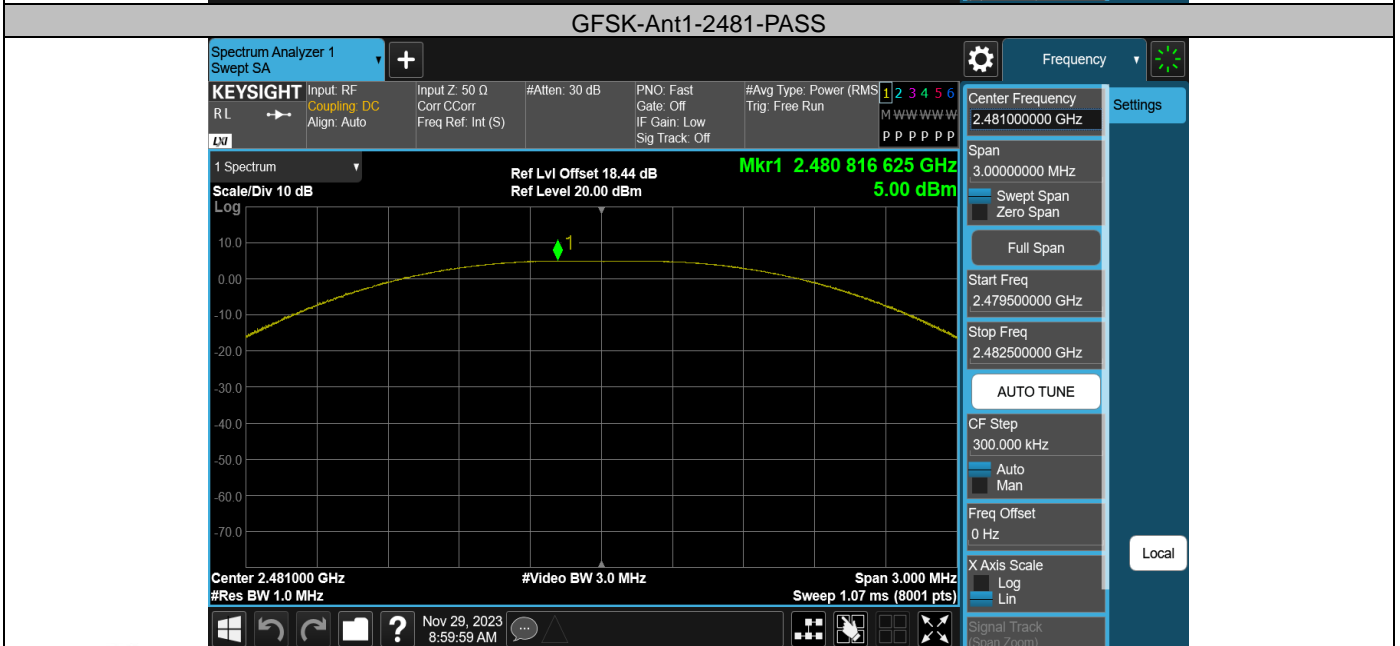 GFSK-Ant1-2481-PASS
Spectrum Analyzer 1
Swept SA
+
Frequency
KEYSIGHT
R L
LXI
Input: RF
Coupling: DC
Align: Auto
Input Z: 50 Ω
Corr CCorr
Freq Ref: Int (S)
#Atten: 30 dB
PNO: Fast
Gate: Off
IF Gain: Low
Sig Track: Off
#Avg Type: Power (RMS
Trig: Free Run
1 2 3 4 5 6
M W W W W W
P P P P P P
1 Spectrum
Scale/Div 10 dB
Log
Ref Lvl Offset 18.44 dB
Ref Level 20.00 dBm
Mkr1 2.480 816 625 GHz
5.00 dBm
1
10.0
0.00
-10.0
-20.0
-30.0
-40.0
-50.0
-60.0
-70.0
Center 2.481000 GHz
#Video BW 3.0 MHz
Span 3.000 MHz
#Res BW 1.0 MHz
Sweep 1.07 ms (8001 pts)
Center Frequency
2.481000000 GHz
Settings
Span
3.00000000 MHz
Swept Span
Zero Span
Full Span
Start Freq
2.479500000 GHz
Stop Freq
2.482500000 GHz
AUTO TUNE
CF Step
300.000 kHz
Auto
Man
Freq Offset
0 Hz
X Axis Scale
Log
Lin
Local
Signal Track
(Span Zoom)
?
Nov 29, 2023
8:59:59 AM